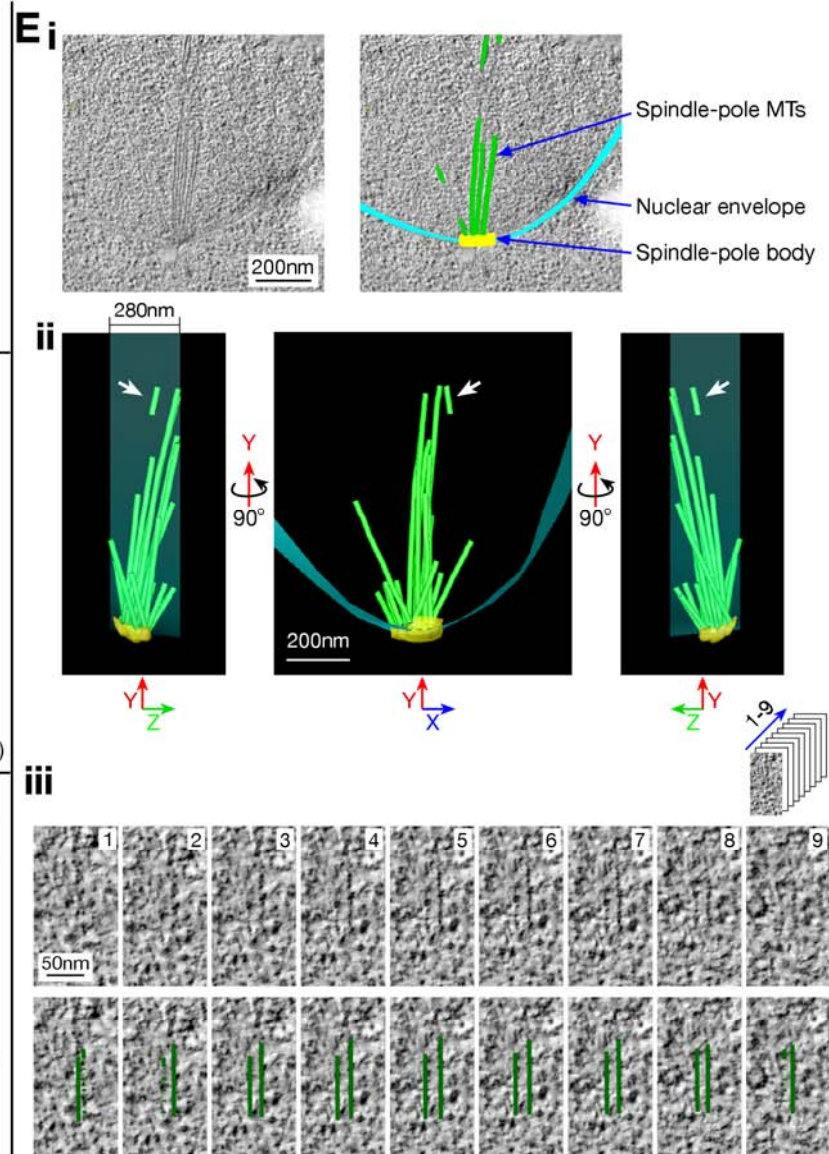 E i
Spindle-pole MTs
Nuclear envelope
Spindle-pole body
200nm
ii
280nm
Y
90°
Y
90°
200nm
Y
Z
Y
X
Z
Y
)
1-9
iii
1 2 3 4 5 6 7 8 9
50nm